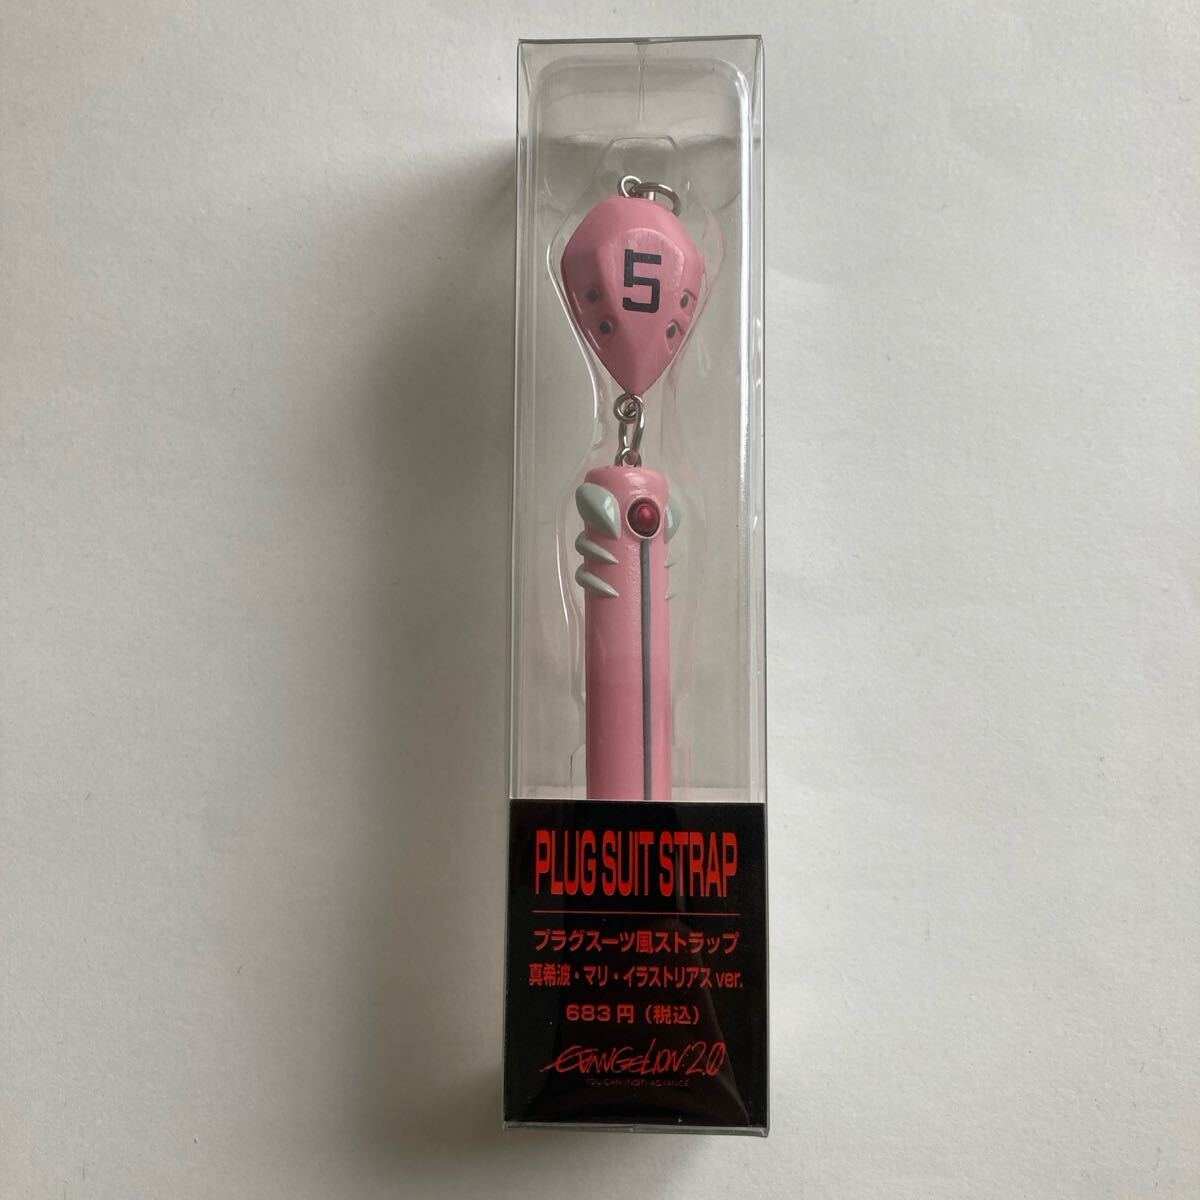 5
PLUG SUIT STRAP
プラグスーツ風ストラップ
真希波・マリ・イラストリアス ver.
683円（税込）
EVANGELION:2.0
YOU CAN (NOT) ADVANCE